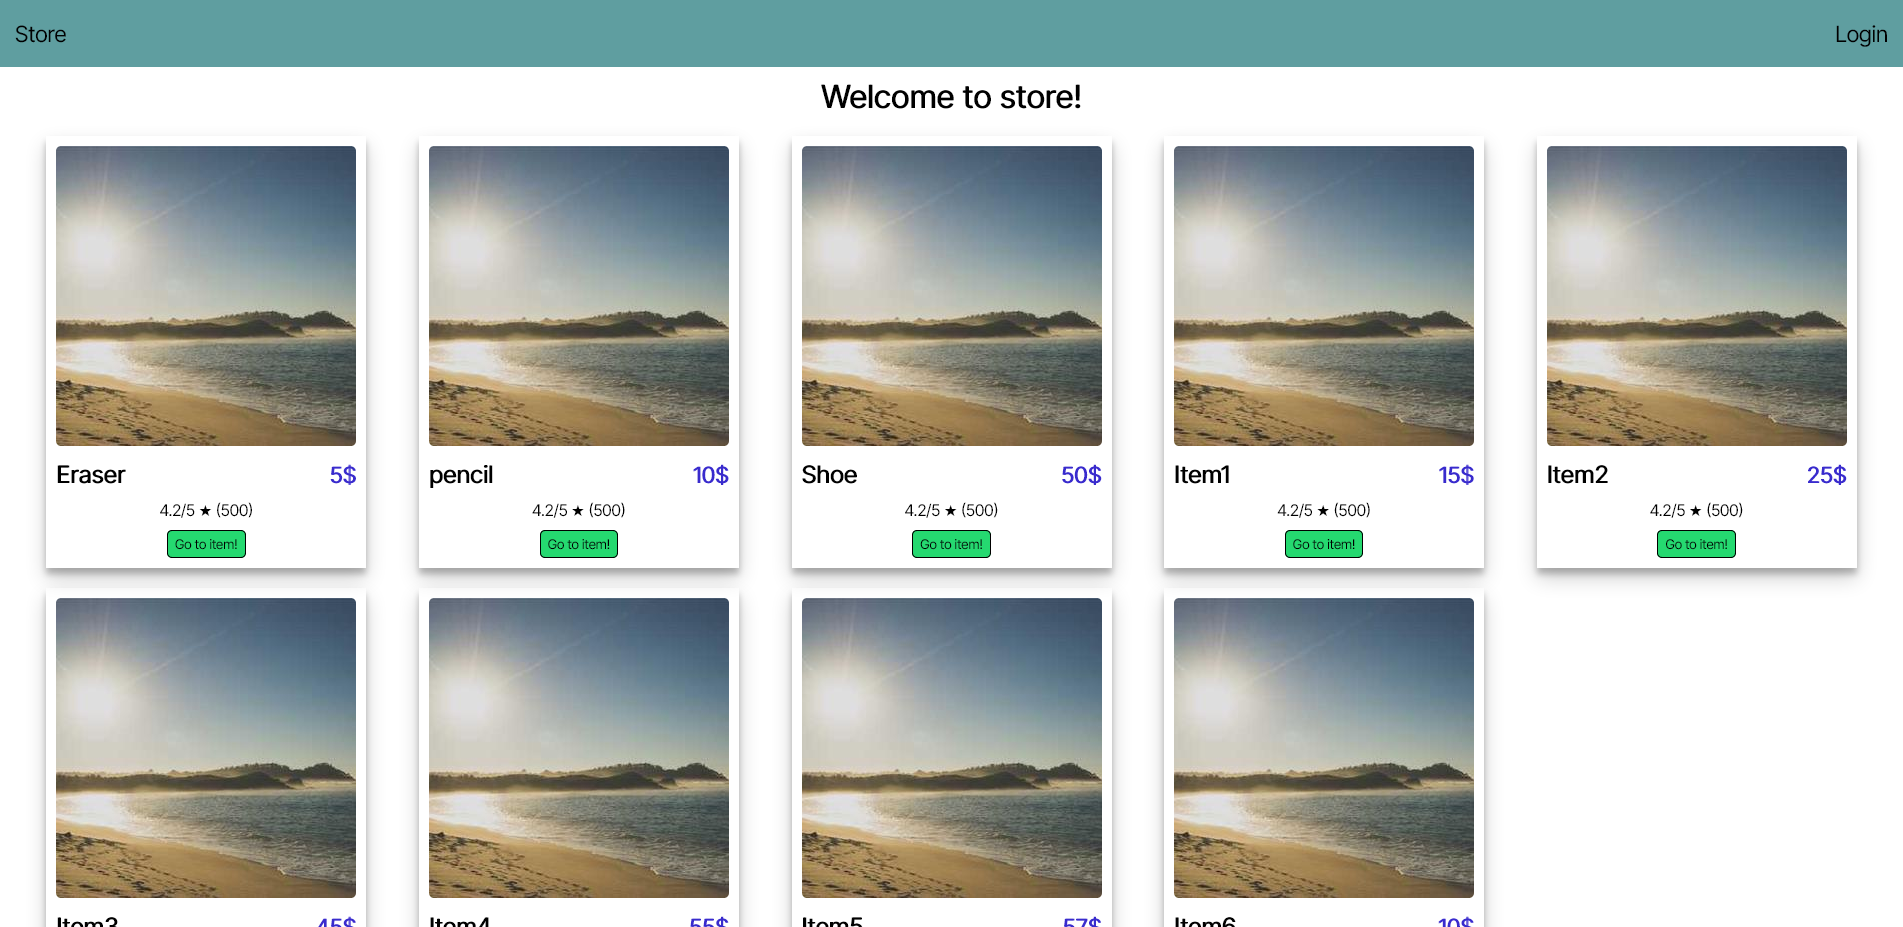 Store
Login
Welcome to store!
Eraser 5$
4.2/5 ★ (500)
Go to item!
pencil 10$
4.2/5 ★ (500)
Go to item!
Shoe 50$
4.2/5 ★ (500)
Go to item!
Item1 15$
4.2/5 ★ (500)
Go to item!
Item2 25$
4.2/5 ★ (500)
Go to item!
Item3 45$
Item4 55$
Item5 57$
Item6 10$